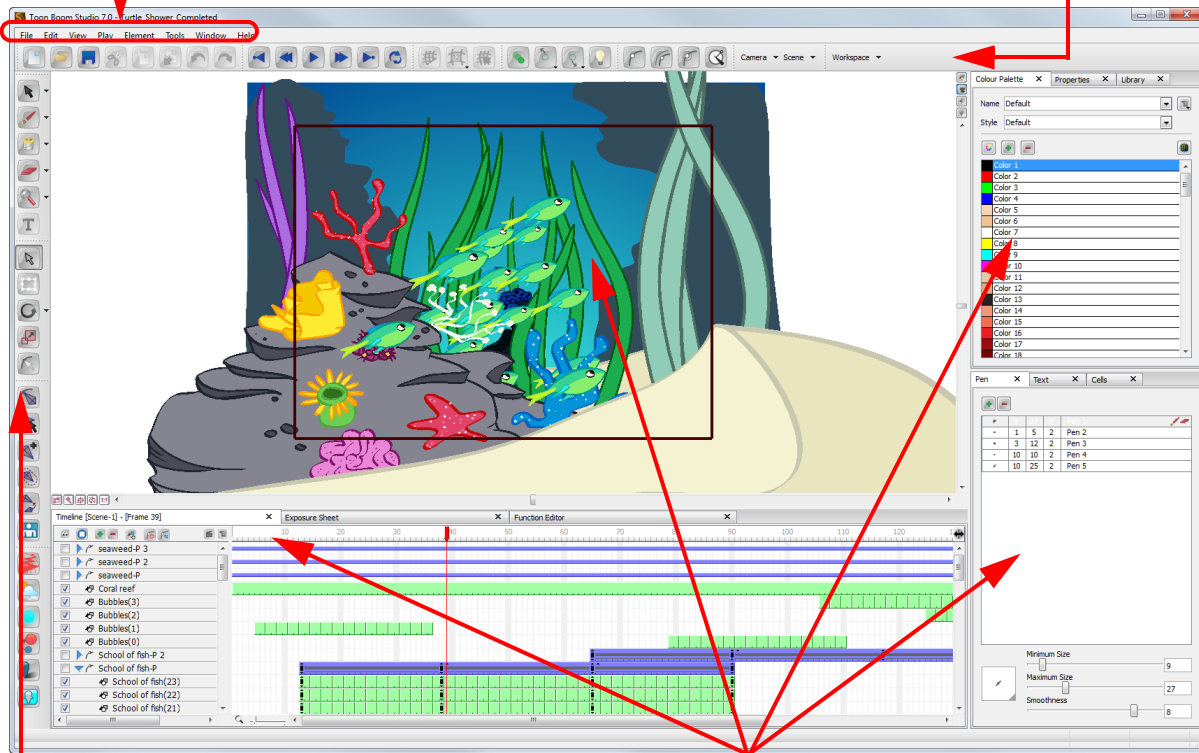 Toon Boom Studio 7.0 - Turtle Shower_Completed
File Edit View Play Element Tools Window Help
Camera Scene Workspace
Colour Palette Properties Library
Name Default
Style Default
Color 1
Color 2
Color 3
Color 4
Color 5
Color 6
Color 7
Color 8
Color 9
Color 10
Color 11
Color 12
Color 13
Color 14
Color 15
Color 16
Color 17
Color 18
T
Pen Text Cells
1 5 2 Pen 2
3 12 2 Pen 3
10 10 2 Pen 4
10 25 2 Pen 5
Minimum Size
9
Maximum Size
27
Smoothness
8
Timeline [Scene-1] - [Frame 39] Exposure Sheet Function Editor
10 20 30 40 50 60 70 80 90 100 110 120
seaweed-P 3
seaweed-P 2
seaweed-P
Coral reef
Bubbles(3)
Bubbles(2)
Bubbles(1)
Bubbles(0)
School of fish-P 2
School of fish-P
School of fish(23)
School of fish(22)
School of fish(21)